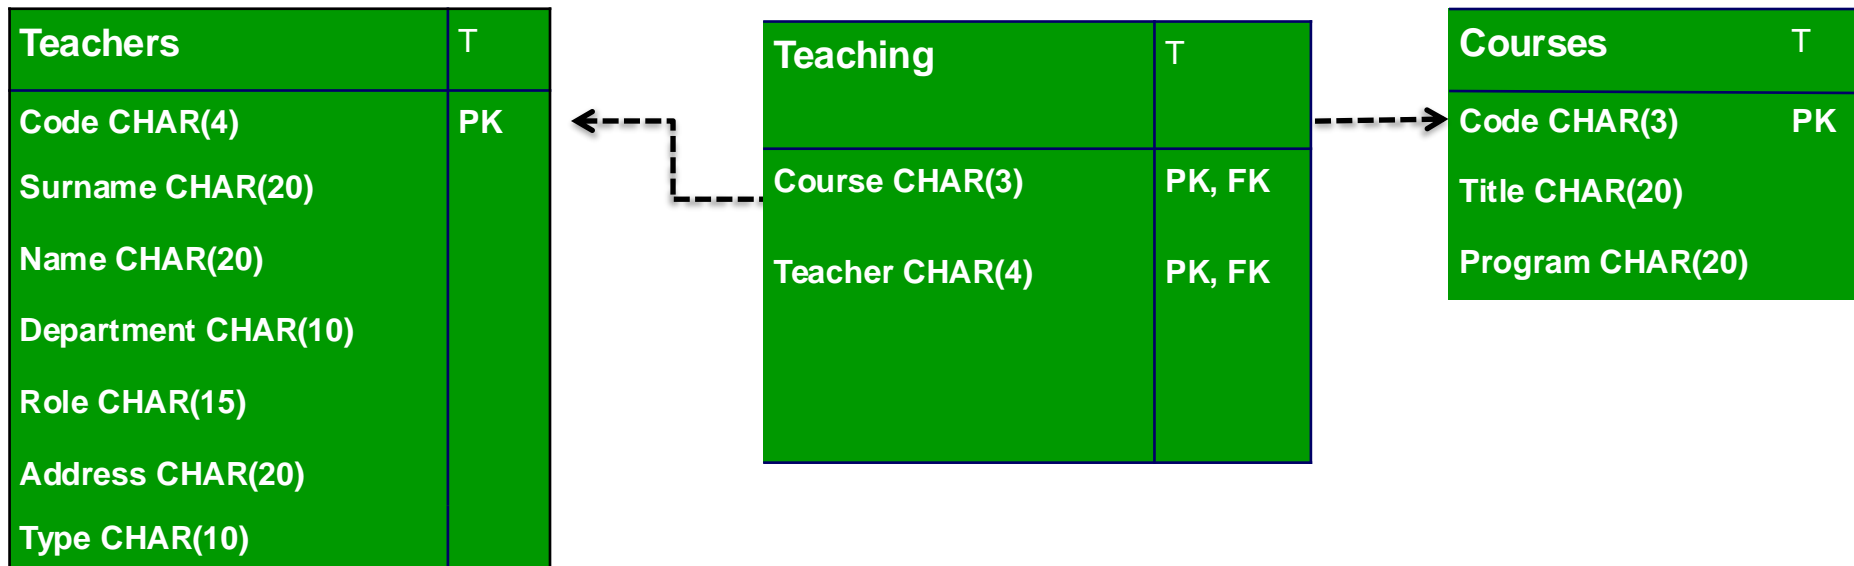 Teachers T
Code CHAR(4) PK
Surname CHAR(20)
Name CHAR(20)
Department CHAR(10)
Role CHAR(15)
Address CHAR(20)
Type CHAR(10)
Teaching T
Course CHAR(3) PK, FK
Teacher CHAR(4) PK, FK
Courses T
Code CHAR(3) PK
Title CHAR(20)
Program CHAR(20)